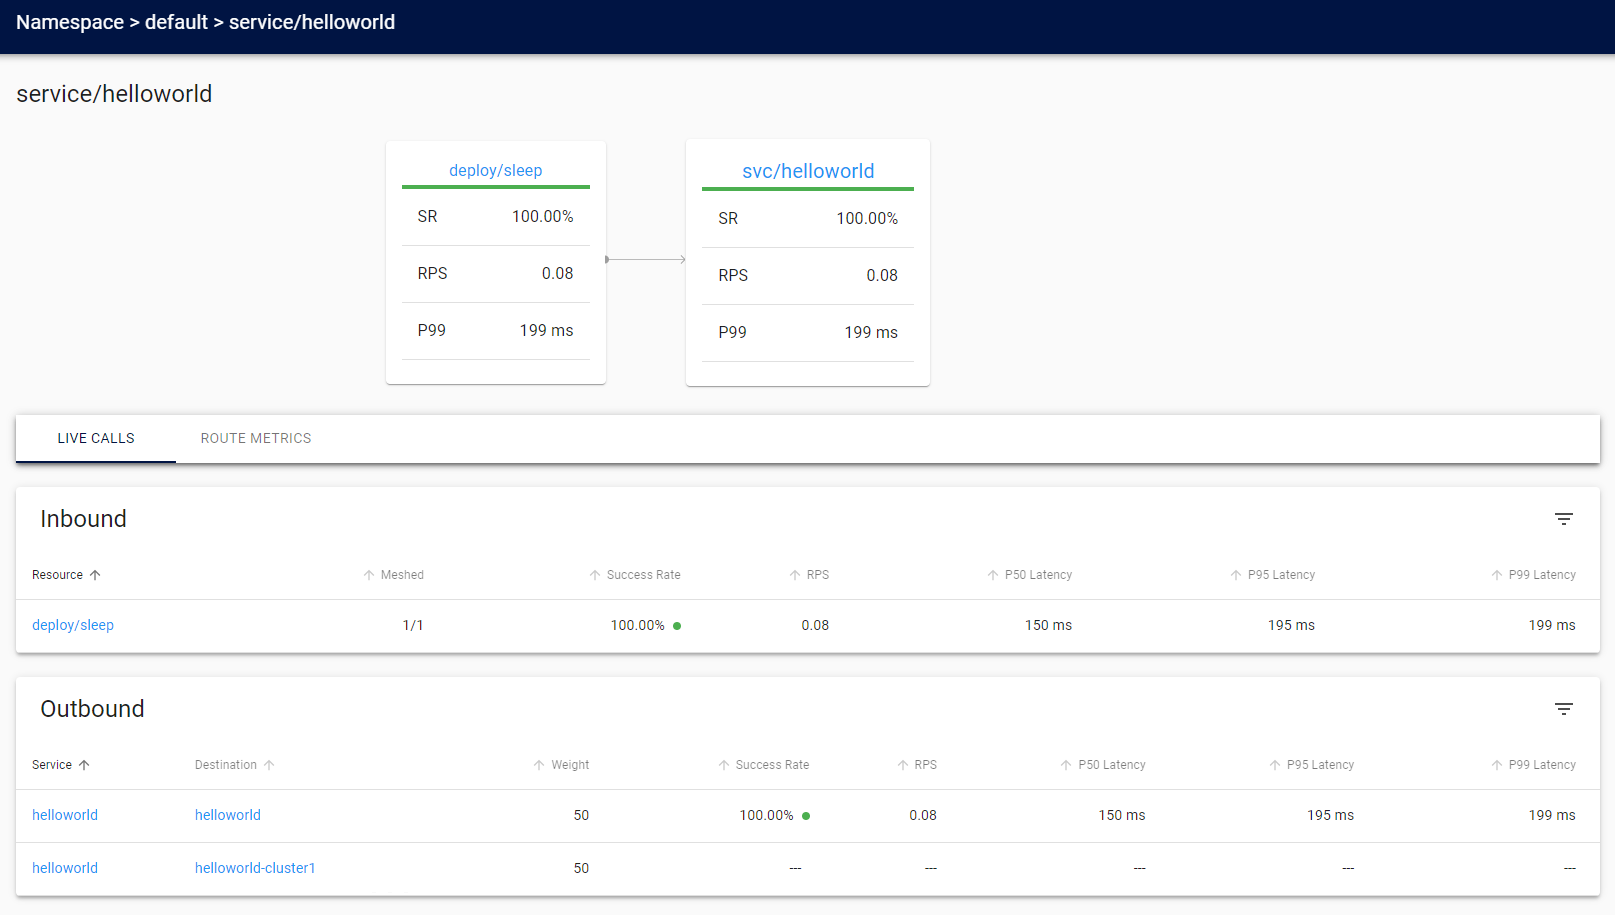 Namespace > default > service/helloworld
service/helloworld
deploy/sleep
SR 100.00%
RPS 0.08
P99 199 ms
svc/helloworld
SR 100.00%
RPS 0.08
P99 199 ms
LIVE CALLS ROUTE METRICS
Inbound
Resource Meshed Success Rate RPS P50 Latency P95 Latency P99 Latency
deploy/sleep 1/1 100.00% 0.08 150 ms 195 ms 199 ms
Outbound
Service Destination Weight Success Rate RPS P50 Latency P95 Latency P99 Latency
helloworld helloworld 50 100.00% 0.08 150 ms 195 ms 199 ms
helloworld helloworld-cluster1 50 --- --- --- --- ---